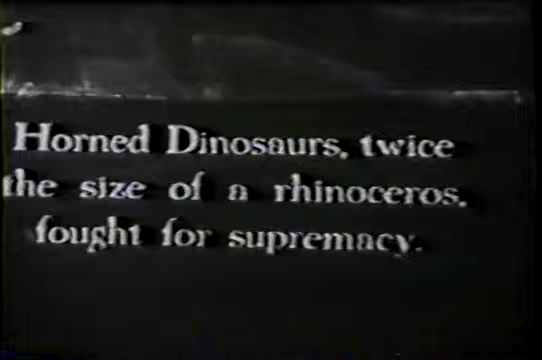 Horned Dinosaurs, twice
the size of a rhinoceros,
fought for supremacy.